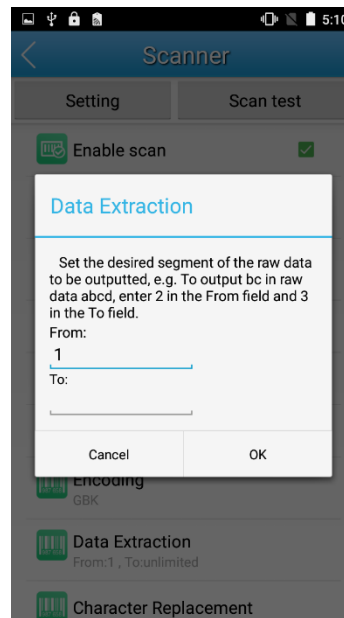 5:10
Scanner
Setting
Scan test
Enable scan
Data Extraction
Set the desired segment of the raw data
to be outputted, e.g. To output bc in raw
data abcd, enter 2 in the From field and 3
in the To field.
From:
1
To:
Cancel
OK
Encoding
GBK
Data Extraction
From:1 , To:unlimited
Character Replacement